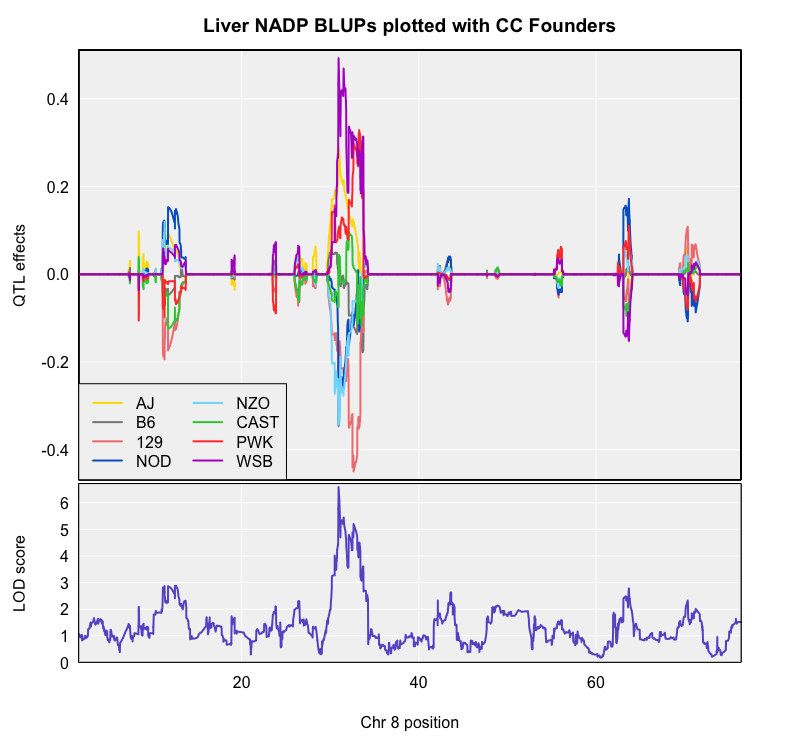 Liver NADP BLUPs plotted with CC Founders
QTL effects
0.4
0.2
0.0
-0.2
-0.4
AJ
B6
129
NOD
NZO
CAST
PWK
WSB
LOD score
6
5
4
3
2
1
0
20 40 60
Chr 8 position